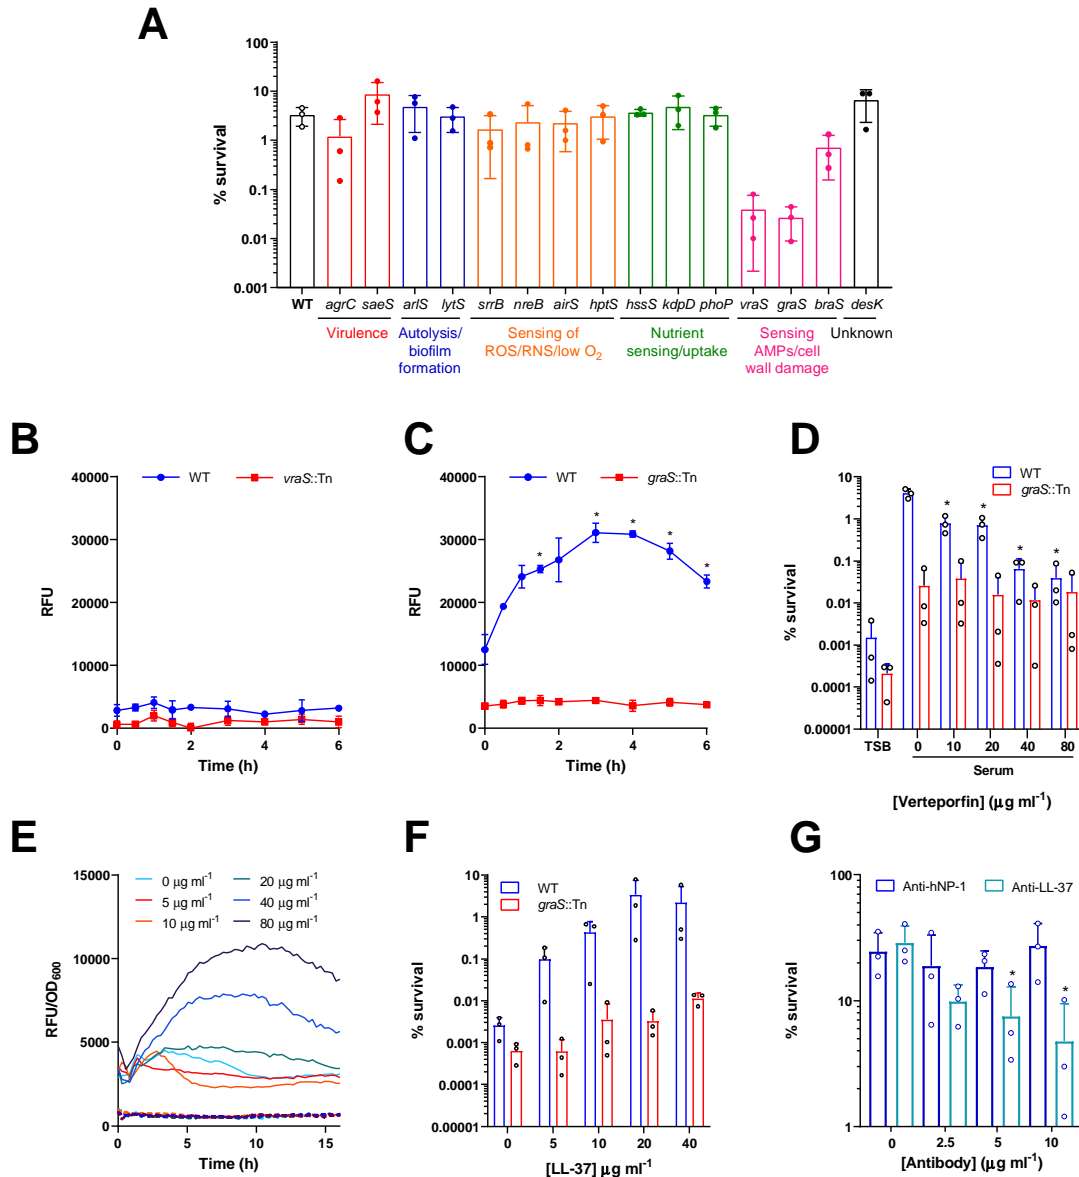 A
% survival
100
10
1
0.1
0.01
0.001
WT agrC saeS arlS lytS srrB nreB airS hptS hssS kdpD phoP vraS graS braS desK
Virulence
Autolysis/
biofilm
formation
Sensing of
ROS/RNS/low O2
Nutrient
sensing/uptake
Sensing
AMPs/cell
wall damage
Unknown
B
WT vraS::Tn
RFU
40000
30000
20000
10000
0
0 2 4 6
Time (h)
C
WT graS::Tn
RFU
40000
30000
20000
10000
0
* * * * *
0 2 4 6
Time (h)
D
WT
graS::Tn
% survival
10
1
0.1
0.01
0.001
0.0001
0.00001
* * * *
TSB 0 10 20 40 80
Serum
[Verteporfin] (μg ml-1)
E
0 μg ml-1
5 μg ml-1
10 μg ml-1
20 μg ml-1
40 μg ml-1
80 μg ml-1
RFU/OD600
15000
10000
5000
0
0 5 10 15
Time (h)
F
WT
graS::Tn
% survival
10
1
0.1
0.01
0.001
0.0001
0.00001
0 5 10 20 40
[LL-37] μg ml-1
G
Anti-hNP-1 Anti-LL-37
% survival
100
10
1
* *
0 2.5 5 10
[Antibody] (μg ml-1)